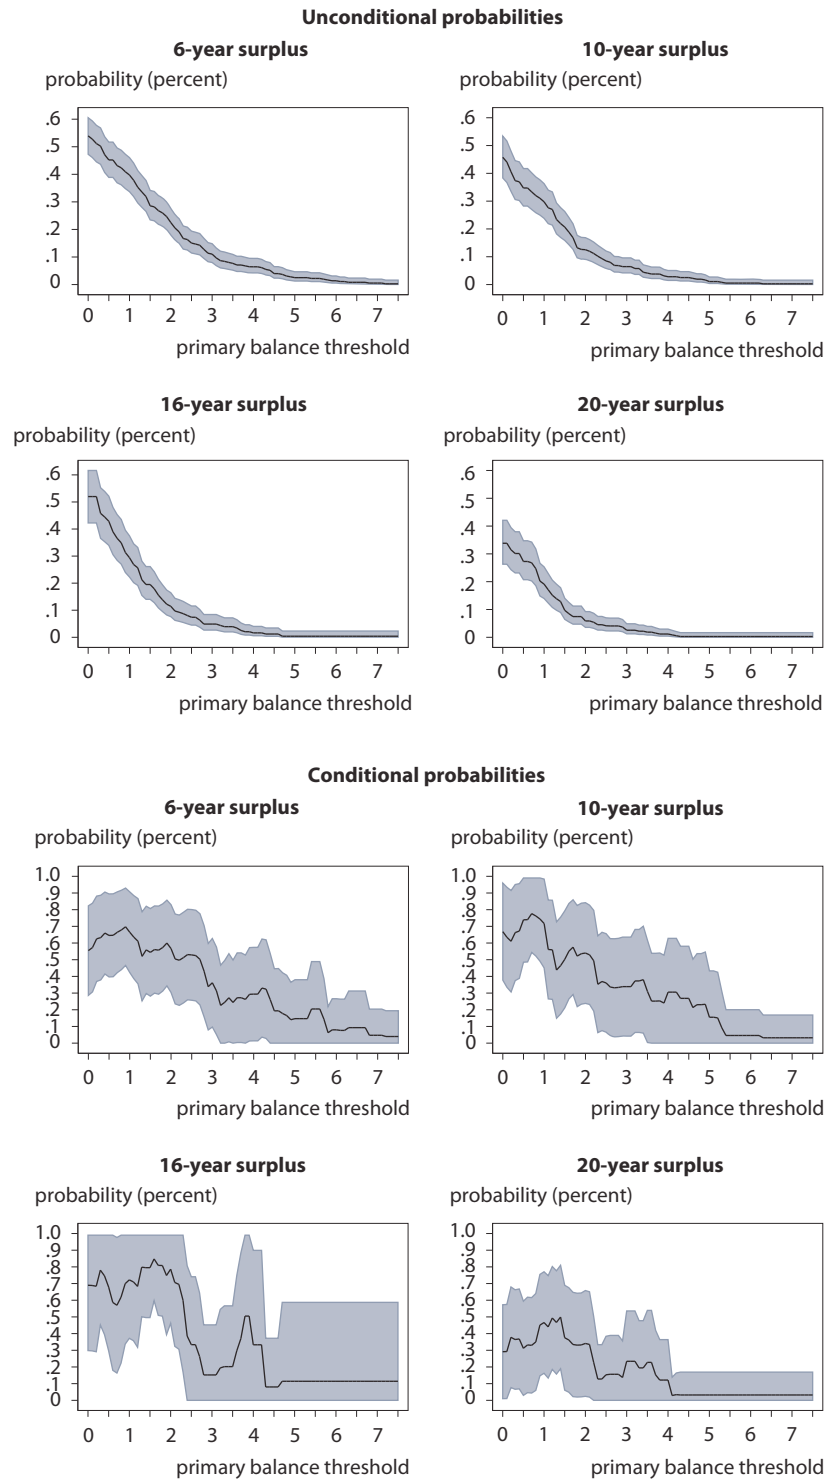 Unconditional probabilities
6-year surplus
probability (percent)
.6
.5
.4
.3
.2
.1
0
0 1 2 3 4 5 6 7
primary balance threshold
10-year surplus
probability (percent)
.6
.5
.4
.3
.2
.1
0
0 1 2 3 4 5 6 7
primary balance threshold
16-year surplus
probability (percent)
.6
.5
.4
.3
.2
.1
0
0 1 2 3 4 5 6 7
primary balance threshold
20-year surplus
probability (percent)
.6
.5
.4
.3
.2
.1
0
0 1 2 3 4 5 6 7
primary balance threshold
Conditional probabilities
6-year surplus
probability (percent)
1.0
.9
.8
.7
.6
.5
.4
.3
.2
.1
0
0 1 2 3 4 5 6 7
primary balance threshold
10-year surplus
probability (percent)
1.0
.9
.8
.7
.6
.5
.4
.3
.2
.1
0
0 1 2 3 4 5 6 7
primary balance threshold
16-year surplus
probability (percent)
1.0
.9
.8
.7
.6
.5
.4
.3
.2
.1
0
0 1 2 3 4 5 6 7
primary balance threshold
20-year surplus
probability (percent)
1.0
.9
.8
.7
.6
.5
.4
.3
.2
.1
0
0 1 2 3 4 5 6 7
primary balance threshold